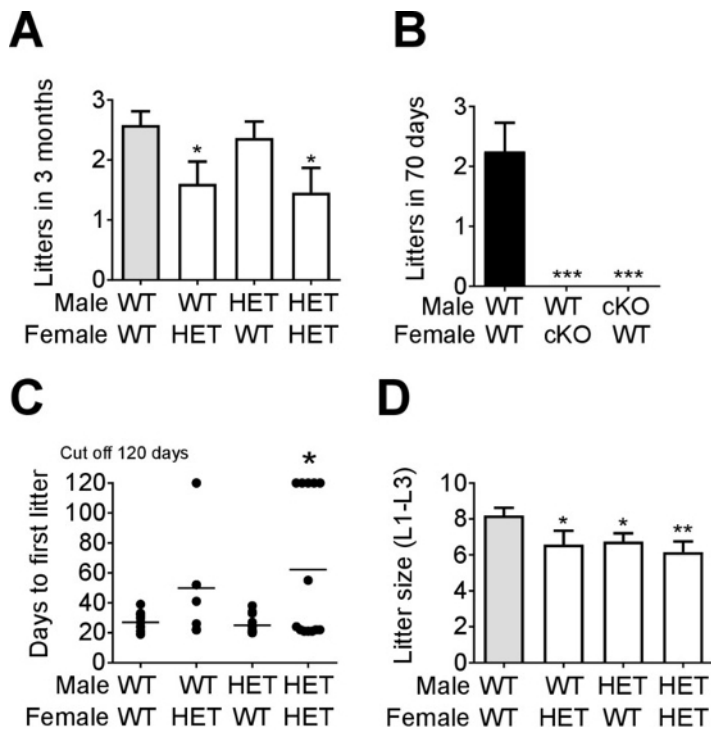 A
Litters in 3 months
3
2
1
0
* *
Male WT WT HET HET
Female WT HET WT HET
B
Litters in 70 days
3
2
1
0
*** ***
Male WT WT cKO
Female WT cKO WT
C
Cut off 120 days
*
Days to first litter
120
100
80
60
40
20
0
Male WT WT HET HET
Female WT HET WT HET
D
Litter size (L1-L3)
10
8
6
4
2
0
* * **
Male WT WT HET HET
Female WT HET WT HET